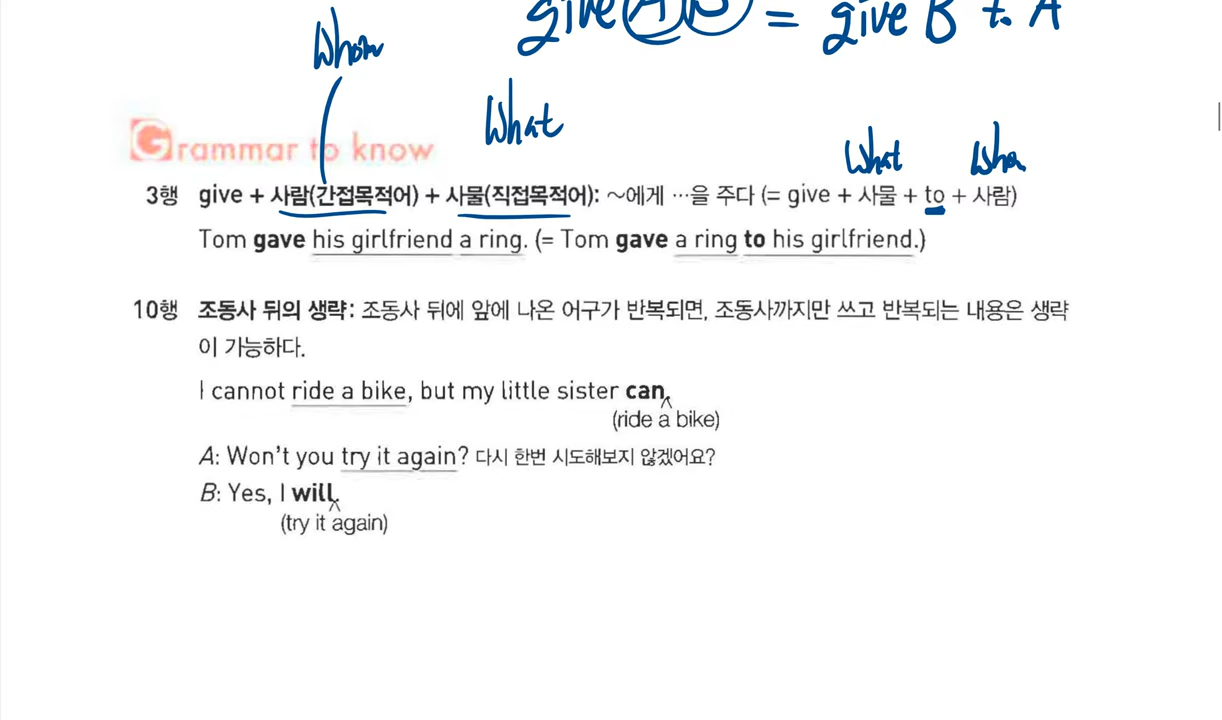 give A B = give B to A
Whom
What
Grammar to know
What Whom
3행 give + 사람(간접목적어) + 사물(직접목적어): ~에게 …을 주다 (= give + 사물 + to + 사람)
Tom gave his girlfriend a ring. (= Tom gave a ring to his girlfriend.)
10행 조동사 뒤의 생략: 조동사 뒤에 앞에 나온 어구가 반복되면, 조동사까지만 쓰고 반복되는 내용은 생략
이 가능하다.
I cannot ride a bike, but my little sister can.
(ride a bike)
A: Won't you try it again? 다시 한번 시도해보지 않겠어요?
B: Yes, I will.
(try it again)